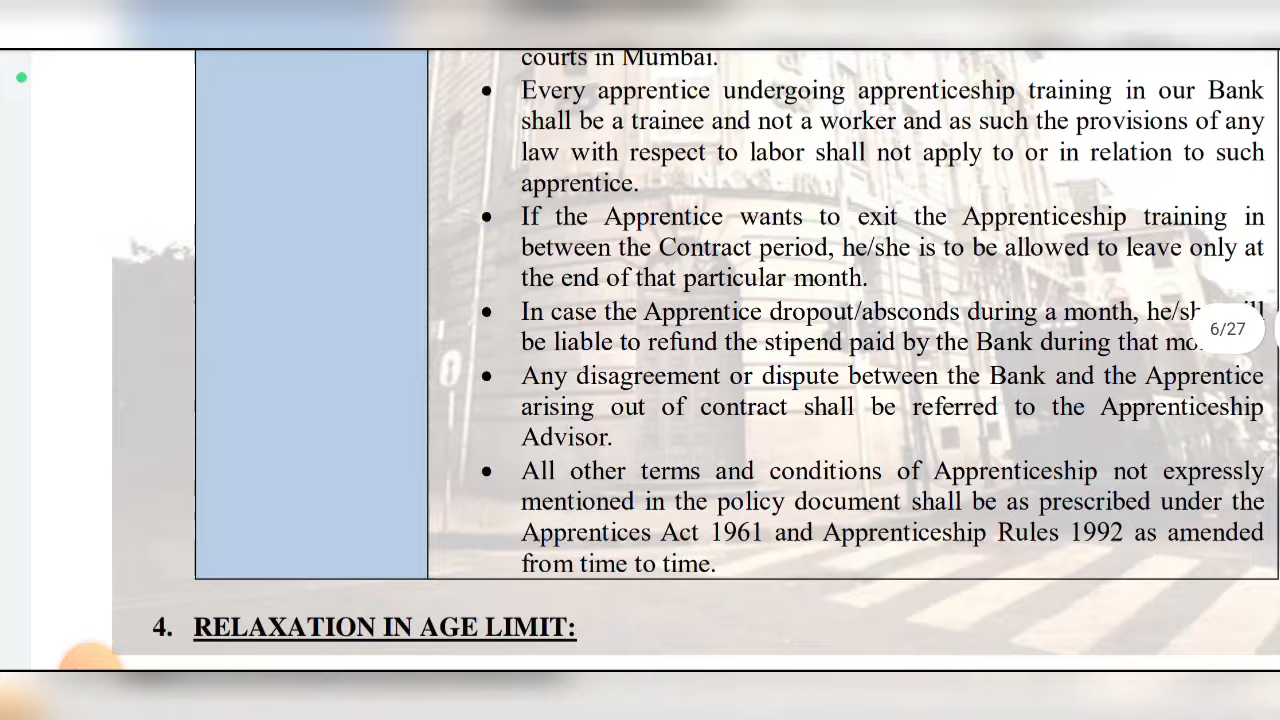 courts in Mumbai.
• Every apprentice undergoing apprenticeship training in our Bank
shall be a trainee and not a worker and as such the provisions of any
law with respect to labor shall not apply to or in relation to such
apprentice.
• If the Apprentice wants to exit the Apprenticeship training in
between the Contract period, he/she is to be allowed to leave only at
the end of that particular month.
• In case the Apprentice dropout/absconds during a month,
be liable to refund the stipend paid by the Bank during that
6/27
• Any disagreement or dispute between the Bank and the Apprentice
arising out of contract shall be referred to the Apprenticeship
Advisor.
• All other terms and conditions of Apprenticeship not expressly
mentioned in the policy document shall be as prescribed under the
Apprentices Act 1961 and Apprenticeship Rules 1992 as amended
from time to time.
4. RELAXATION IN AGE LIMIT: